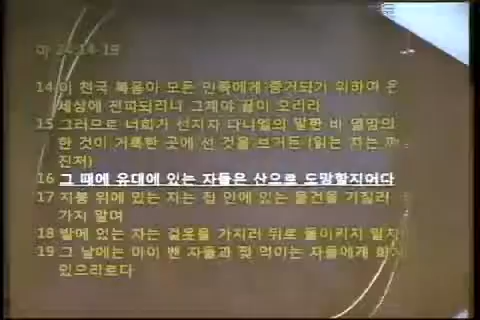 마 24:14-19
14 이 천국 복음이 모든 민족에게 증거되기 위하여 온
세상에 전파되리니 그제야 끝이 오리라
15 그러므로 너희가 선지자 다니엘의 말한 바 멸망의
한 것이 거룩한 곳에 선 것을 보거든 (읽는 자는 깨
진저)
16 그 때에 유대에 있는 자들은 산으로 도망할지어다
17 지붕 위에 있는 자는 집 안에 있는 물건을 가질러
가지 말며
18 밭에 있는 자는 겉옷을 가지러 뒤로 돌이키지 말지
19 그 날에는 아이 밴 자들과 젖 먹이는 자들에게 화가
있으리로다